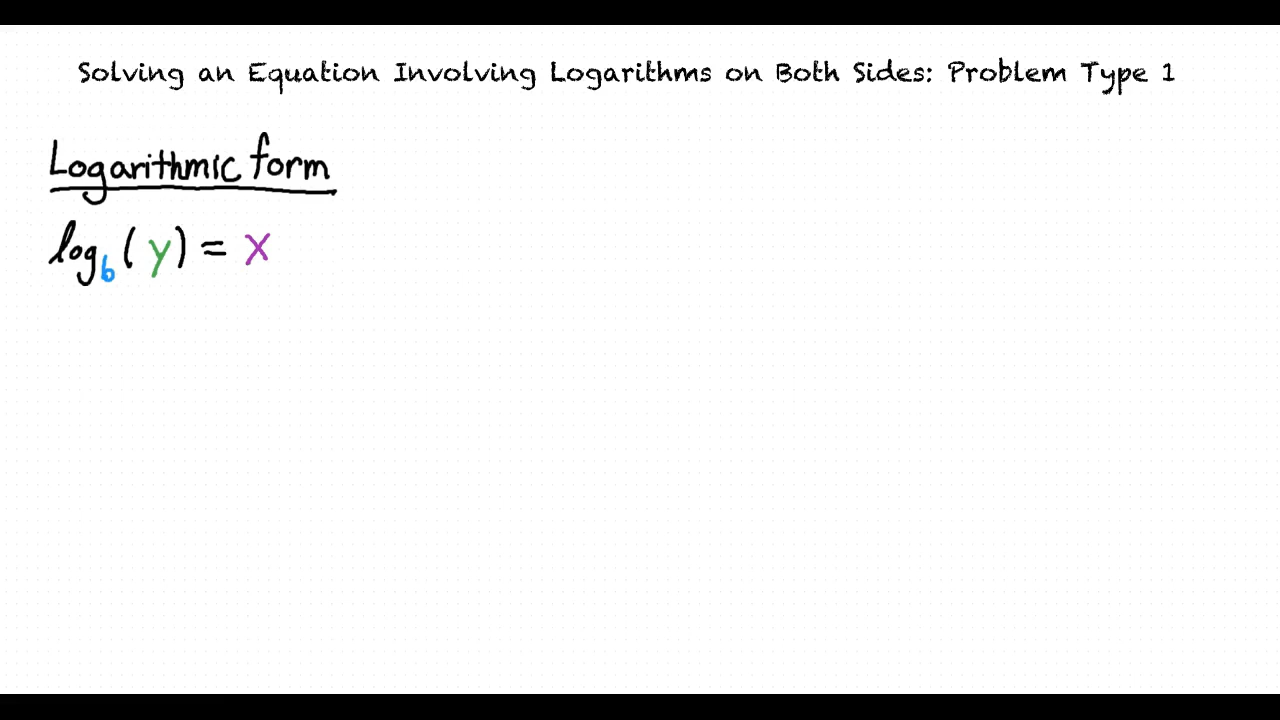 Solving an Equation Involving Logarithms on Both Sides: Problem Type 1
Logarithmic form
log_b(y) = x